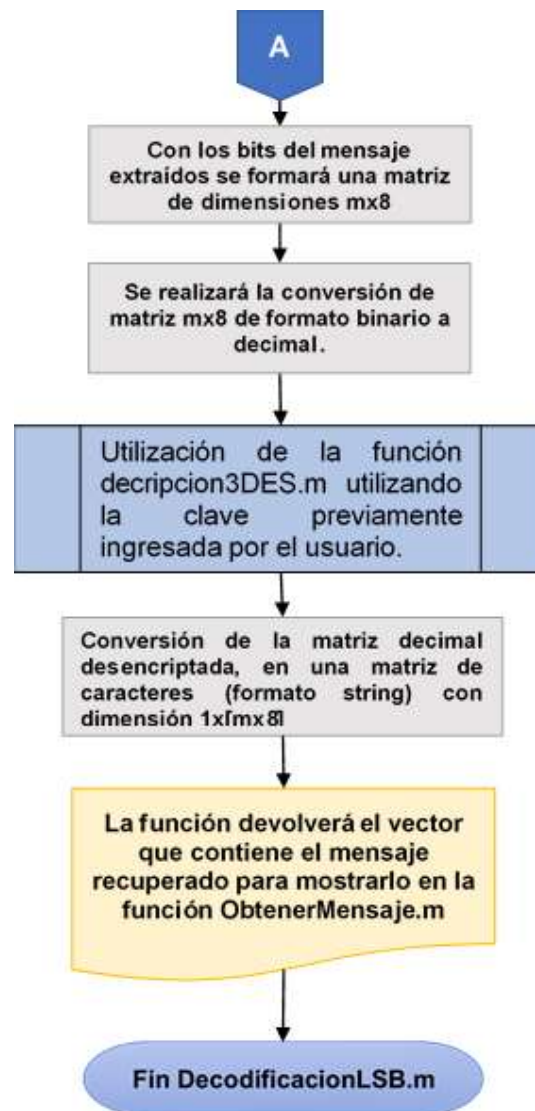 A
Con los bits del mensaje
extraídos se formará una matriz
de dimensiones mx8
Se realizará la conversión de
matriz mx8 de formato binario a
decimal.
Utilización de la función
decripcion3DES.m utilizando
la clave previamente
ingresada por el usuario.
Conversión de la matriz decimal
desencriptada, en una matriz de
caracteres (formato string) con
dimensión 1x[mx8]
La función devolverá el vector
que contiene el mensaje
recuperado para mostrarlo en la
función ObtenerMensaje.m
Fin DecodificacionLSB.m